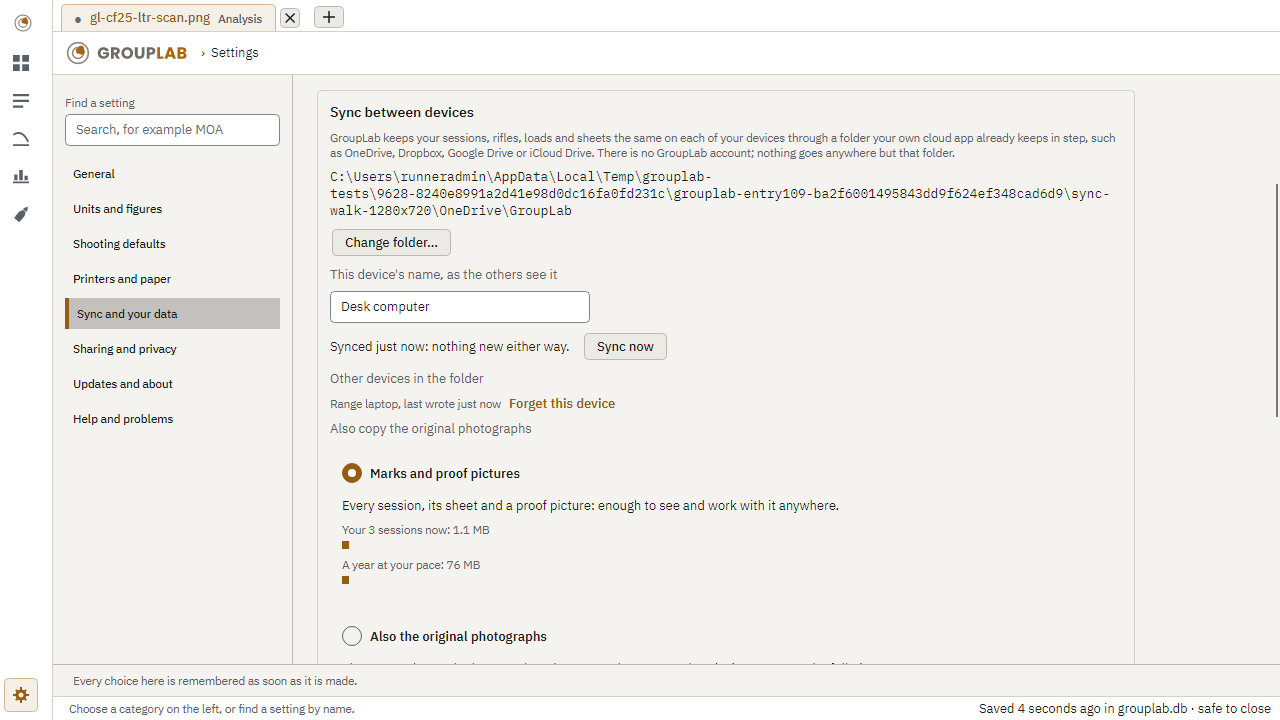 gl-cf25-ltr-scan.png Analysis
GROUPLAB › Settings
Find a setting
Search, for example MOA
General
Units and figures
Shooting defaults
Printers and paper
Sync and your data
Sharing and privacy
Updates and about
Help and problems
Sync between devices
GroupLab keeps your sessions, rifles, loads and sheets the same on each of your devices through a folder your own cloud app already keeps in step, such
as OneDrive, Dropbox, Google Drive or iCloud Drive. There is no GroupLab account; nothing goes anywhere but that folder.
C:\Users\runneradmin\AppData\Local\Temp\grouplab-
tests\9628-8240e8991a2d41e98d0dc16fa0fd231c\grouplab-entry109-ba2f6001495843dd9f624ef348cad6d9\sync-
walk-1280x720\OneDrive\GroupLab
Change folder...
This device's name, as the others see it
Desk computer
Synced just now: nothing new either way. Sync now
Other devices in the folder
Range laptop, last wrote just now Forget this device
Also copy the original photographs
Marks and proof pictures
Every session, its sheet and a proof picture: enough to see and work with it anywhere.
Your 3 sessions now: 1.1 MB
A year at your pace: 76 MB
Also the original photographs
Every choice here is remembered as soon as it is made.
Choose a category on the left, or find a setting by name.
Saved 4 seconds ago in grouplab.db · safe to close